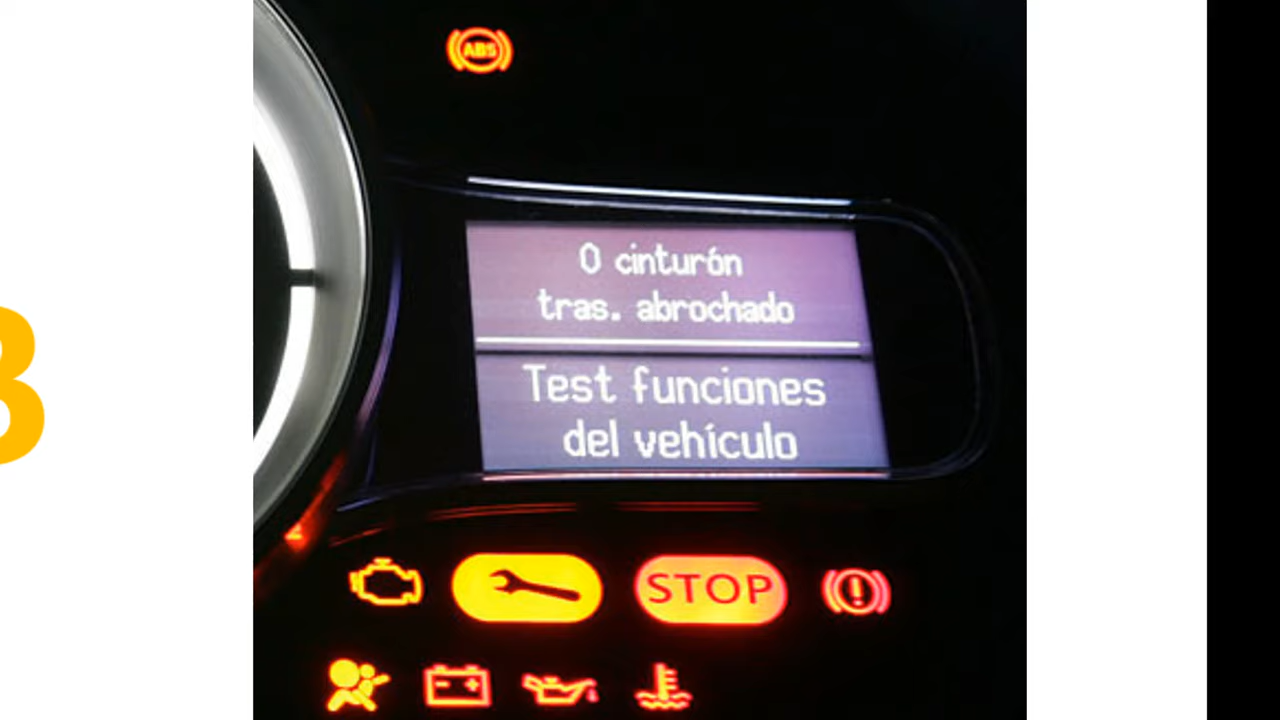 ABS
0 cinturón
tras. abrochado
Test funciones
del vehículo
STOP